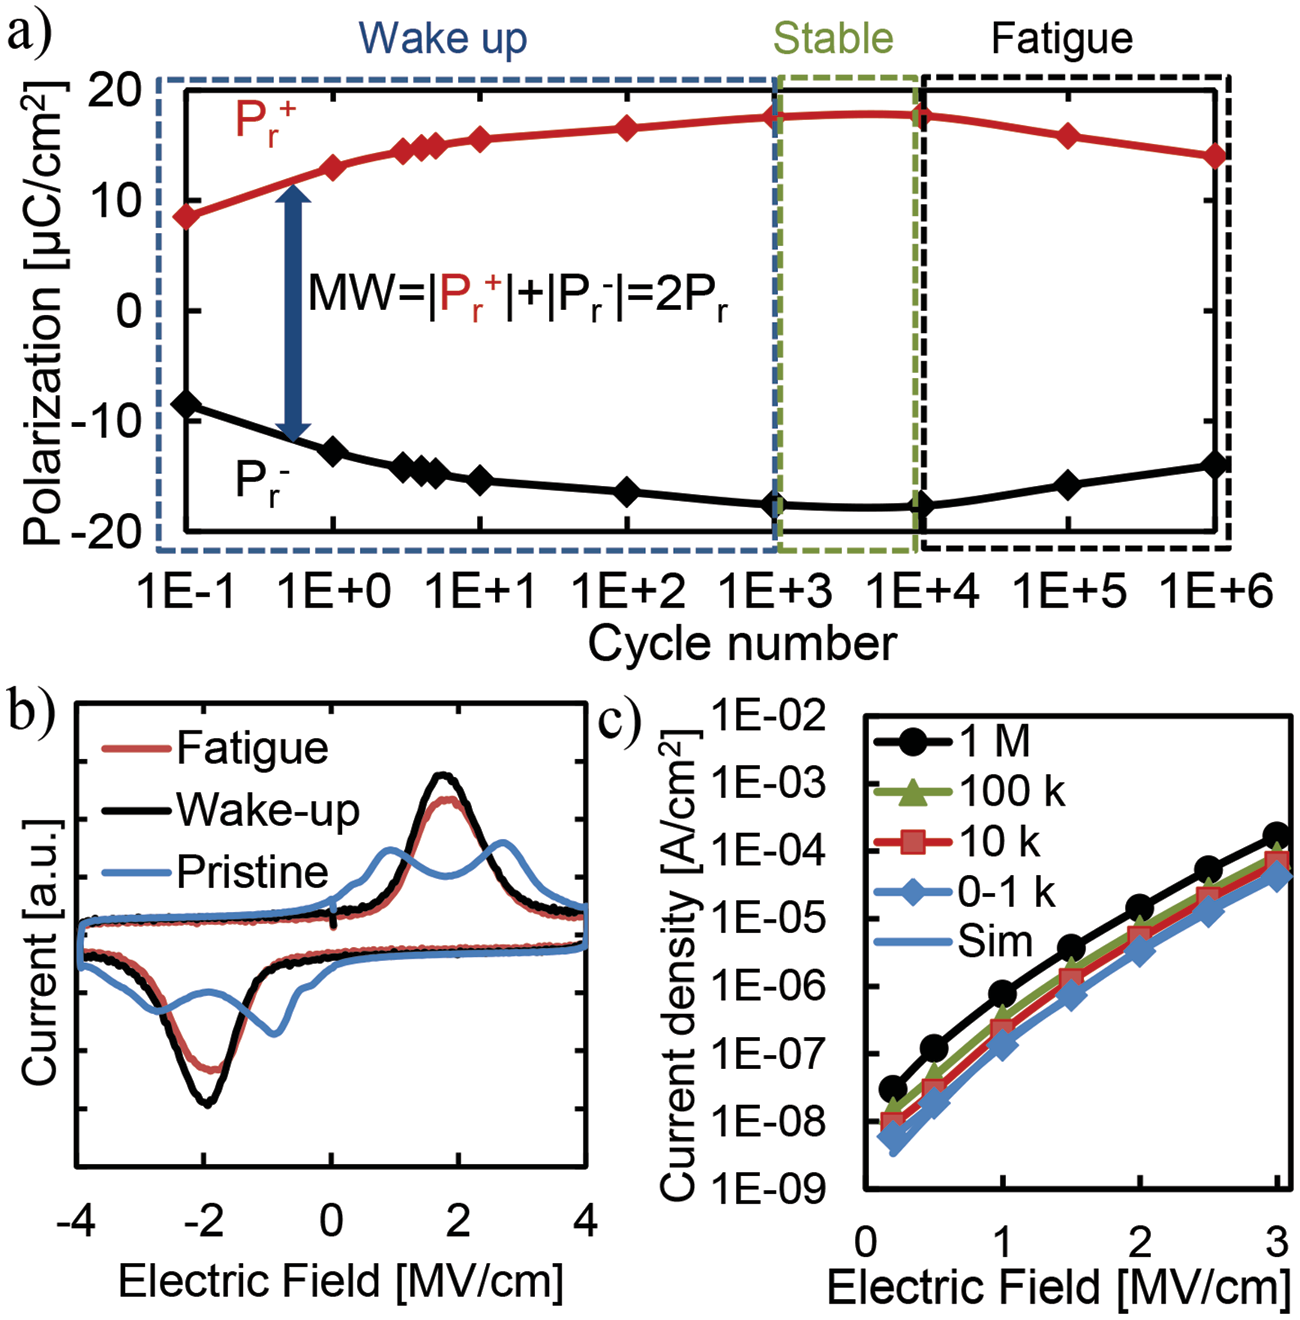 a)
Wake up Stable Fatigue
Polarization [µC/cm²]
20
10
0
-10
-20
Pr+
MW=|Pr+|+|Pr-|=2Pr
Pr-
1E-1 1E+0 1E+1 1E+2 1E+3 1E+4 1E+5 1E+6
Cycle number
b)
Current [a.u.]
Fatigue
Wake-up
Pristine
-4 -2 0 2 4
Electric Field [MV/cm]
c)
Current density [A/cm²]
1E-02
1E-03
1E-04
1E-05
1E-06
1E-07
1E-08
1E-09
1 M
100 k
10 k
0-1 k
Sim
0 1 2 3
Electric Field [MV/cm]